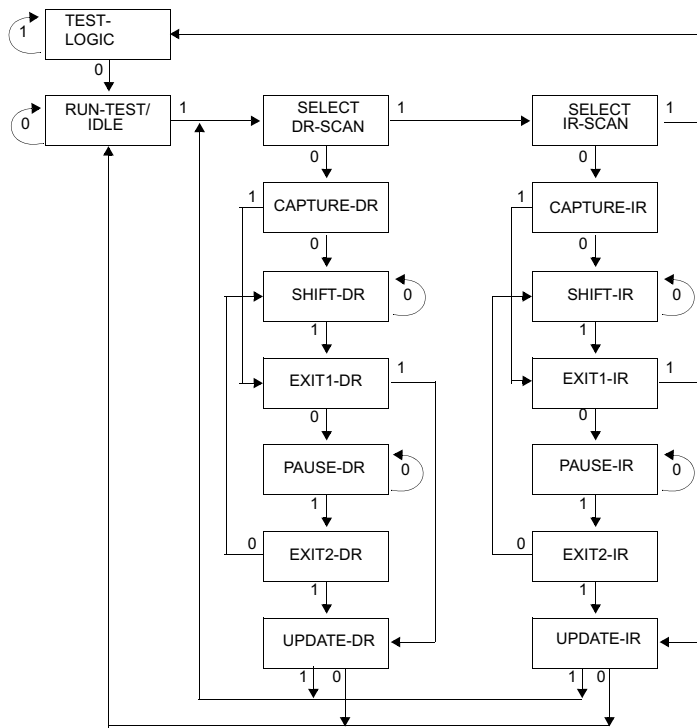 TEST-
LOGIC
1
0
RUN-TEST/
IDLE
0
1
SELECT
DR-SCAN
1
SELECT
IR-SCAN
1
0
0
1
CAPTURE-DR
1
CAPTURE-IR
0
0
SHIFT-DR
0
SHIFT-IR
0
1
1
EXIT1-DR
1
EXIT1-IR
1
0
0
PAUSE-DR
0
PAUSE-IR
0
1
1
0
EXIT2-DR
0
EXIT2-IR
1
1
UPDATE-DR
UPDATE-IR
1 0
1 0